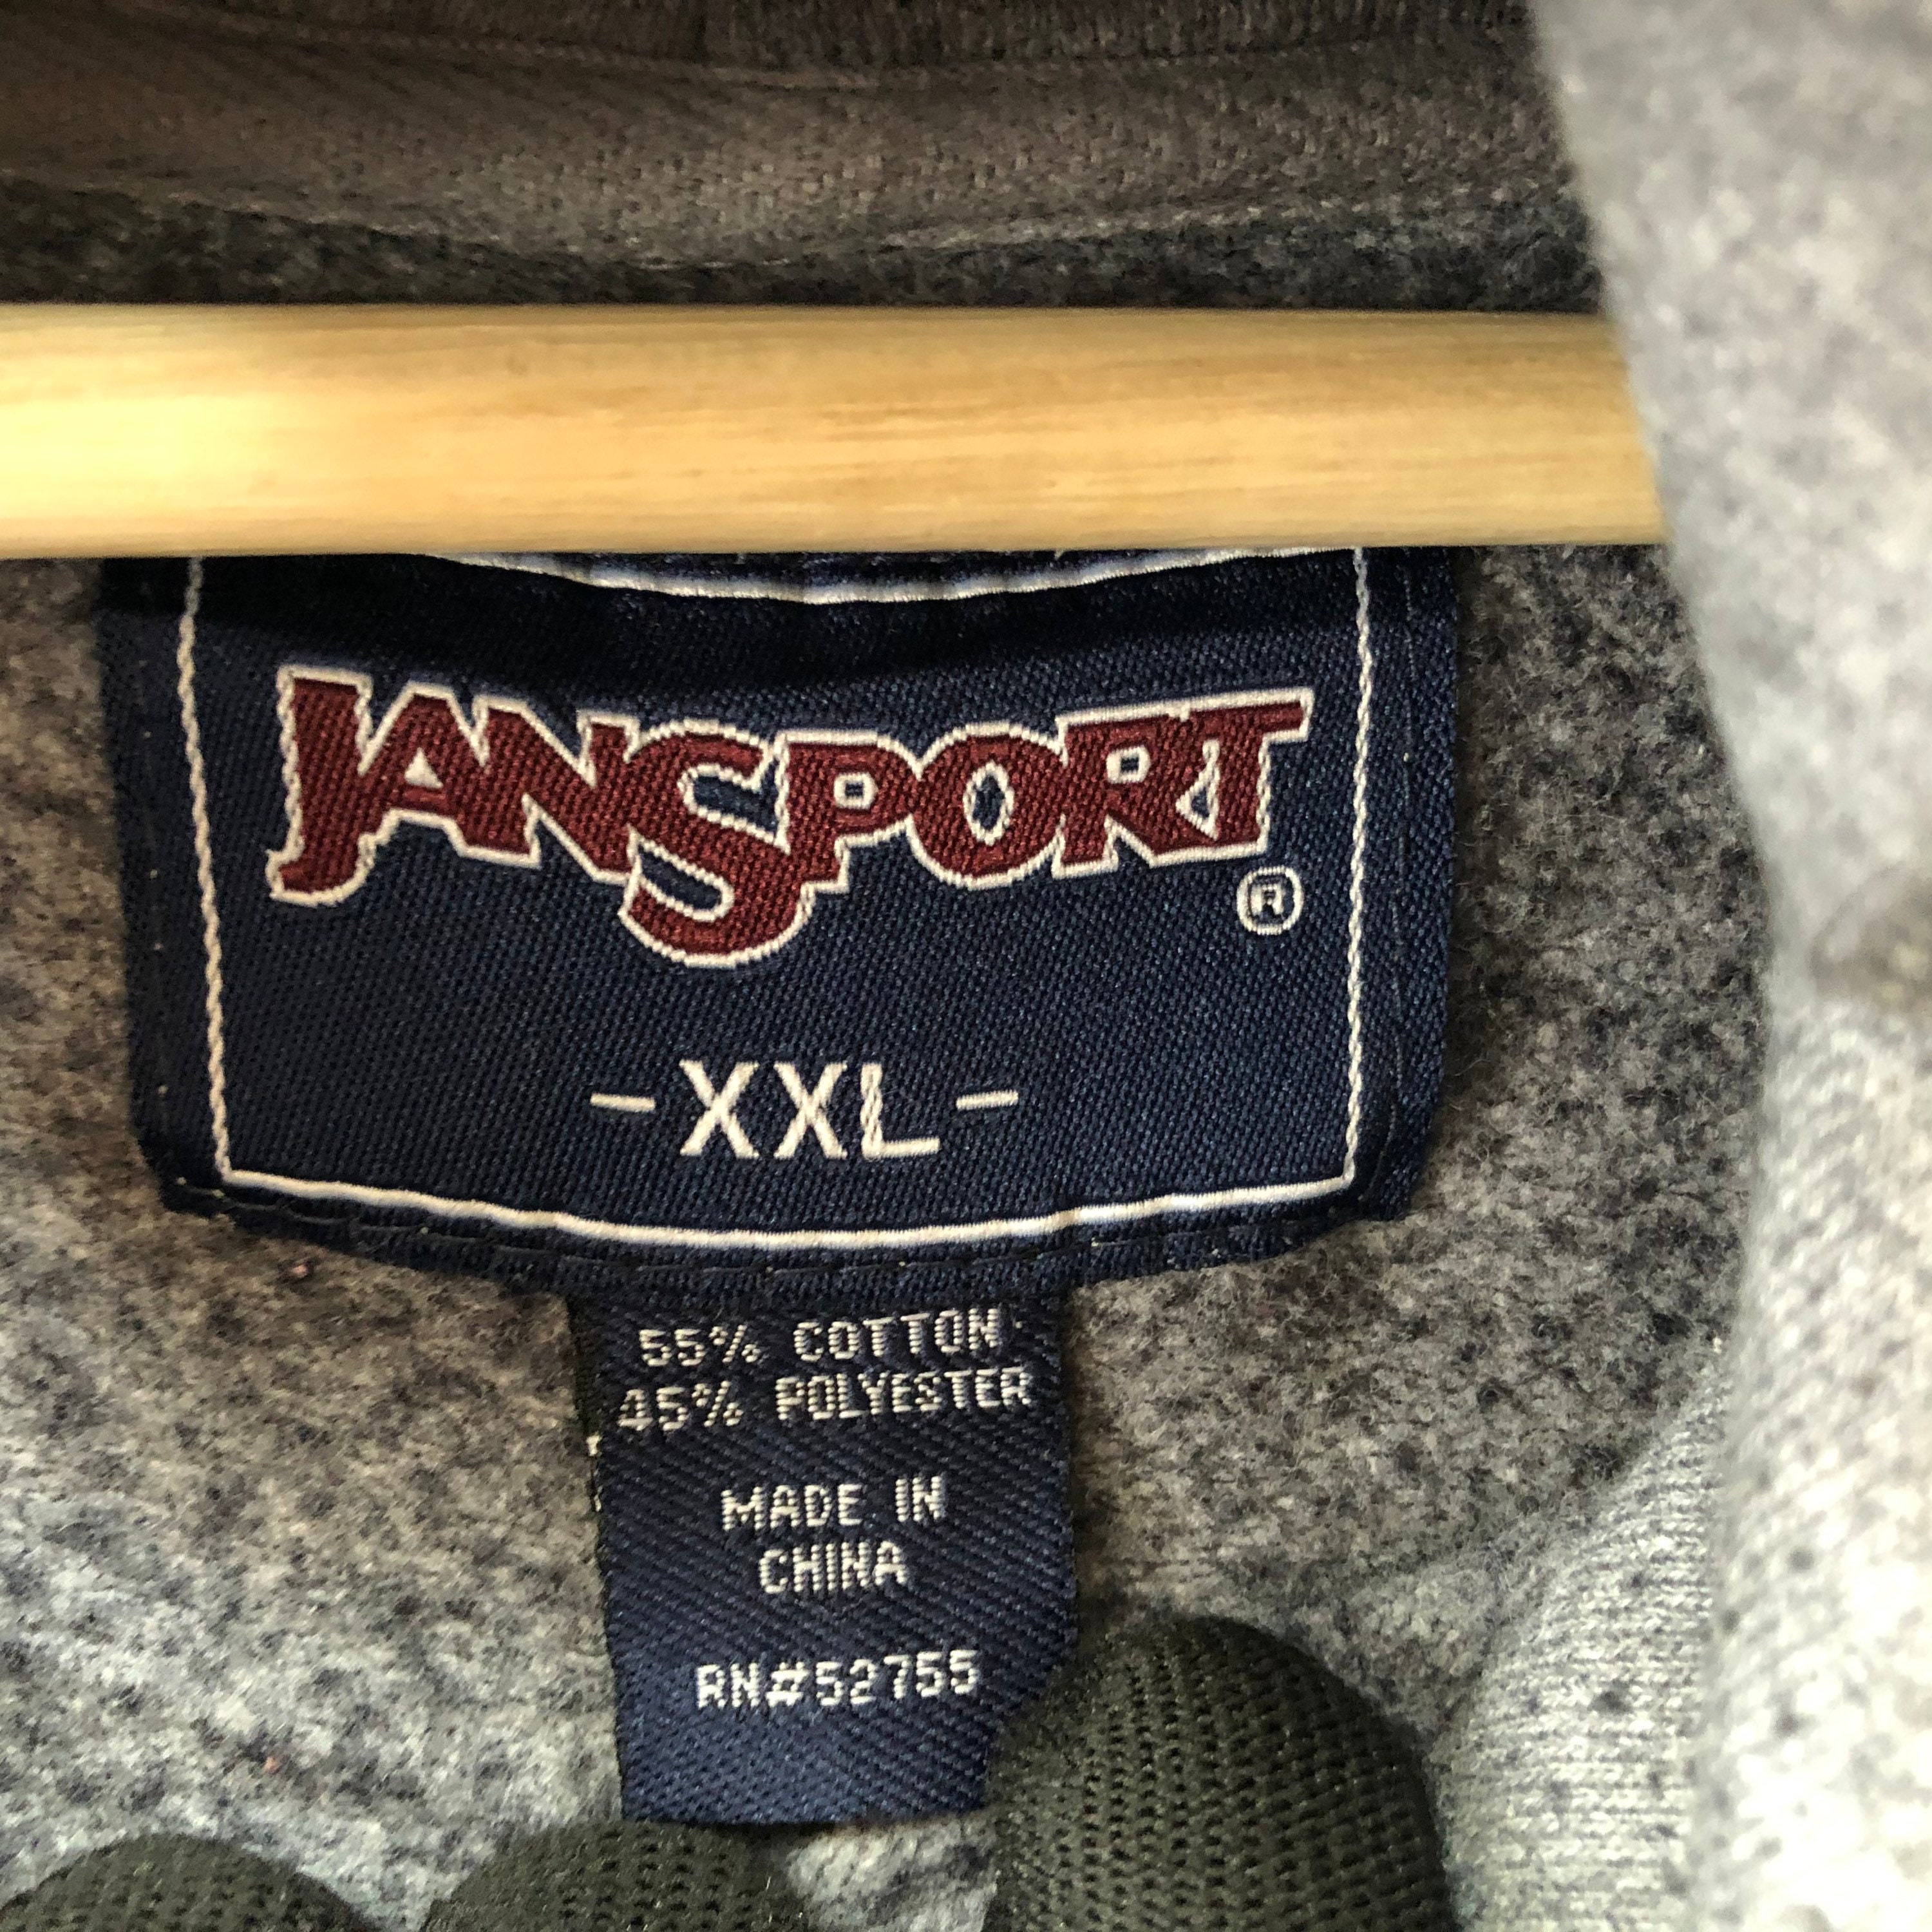 JANSPORT
®
-XXL-
55% COTTON
45% POLYESTER
MADE IN
CHINA
RN#52755